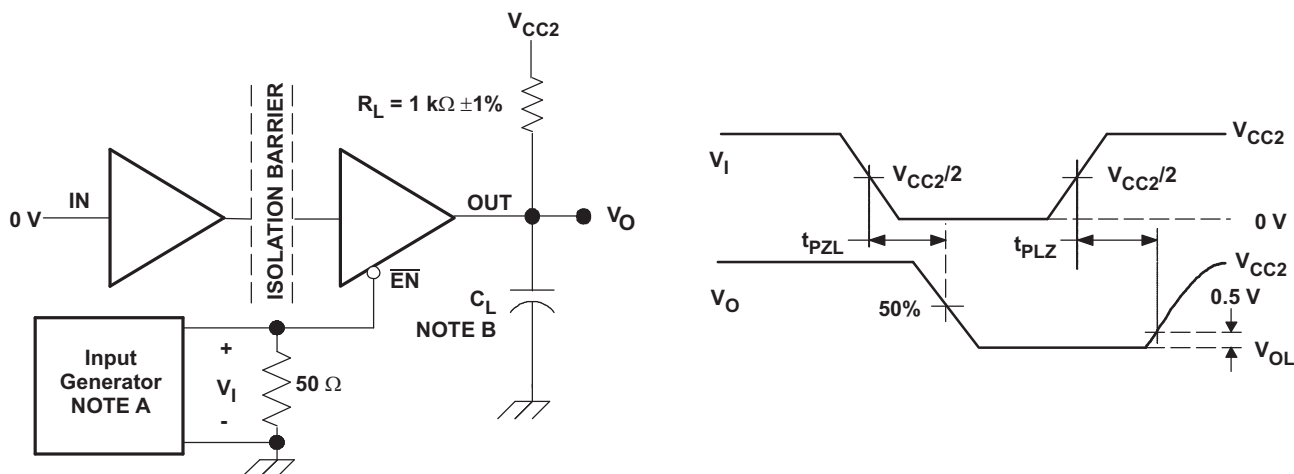 V_CC2
R_L = 1 kΩ ±1%
ISOLATION BARRIER
IN
0 V
OUT
V_O
EN̅
C_L
NOTE B
Input
Generator
NOTE A
+
V_I
-
50 Ω
V_I
V_CC2/2
V_CC2/2
V_CC2
0 V
t_PZL
t_PLZ
V_O
50%
V_CC2
0.5 V
V_OL